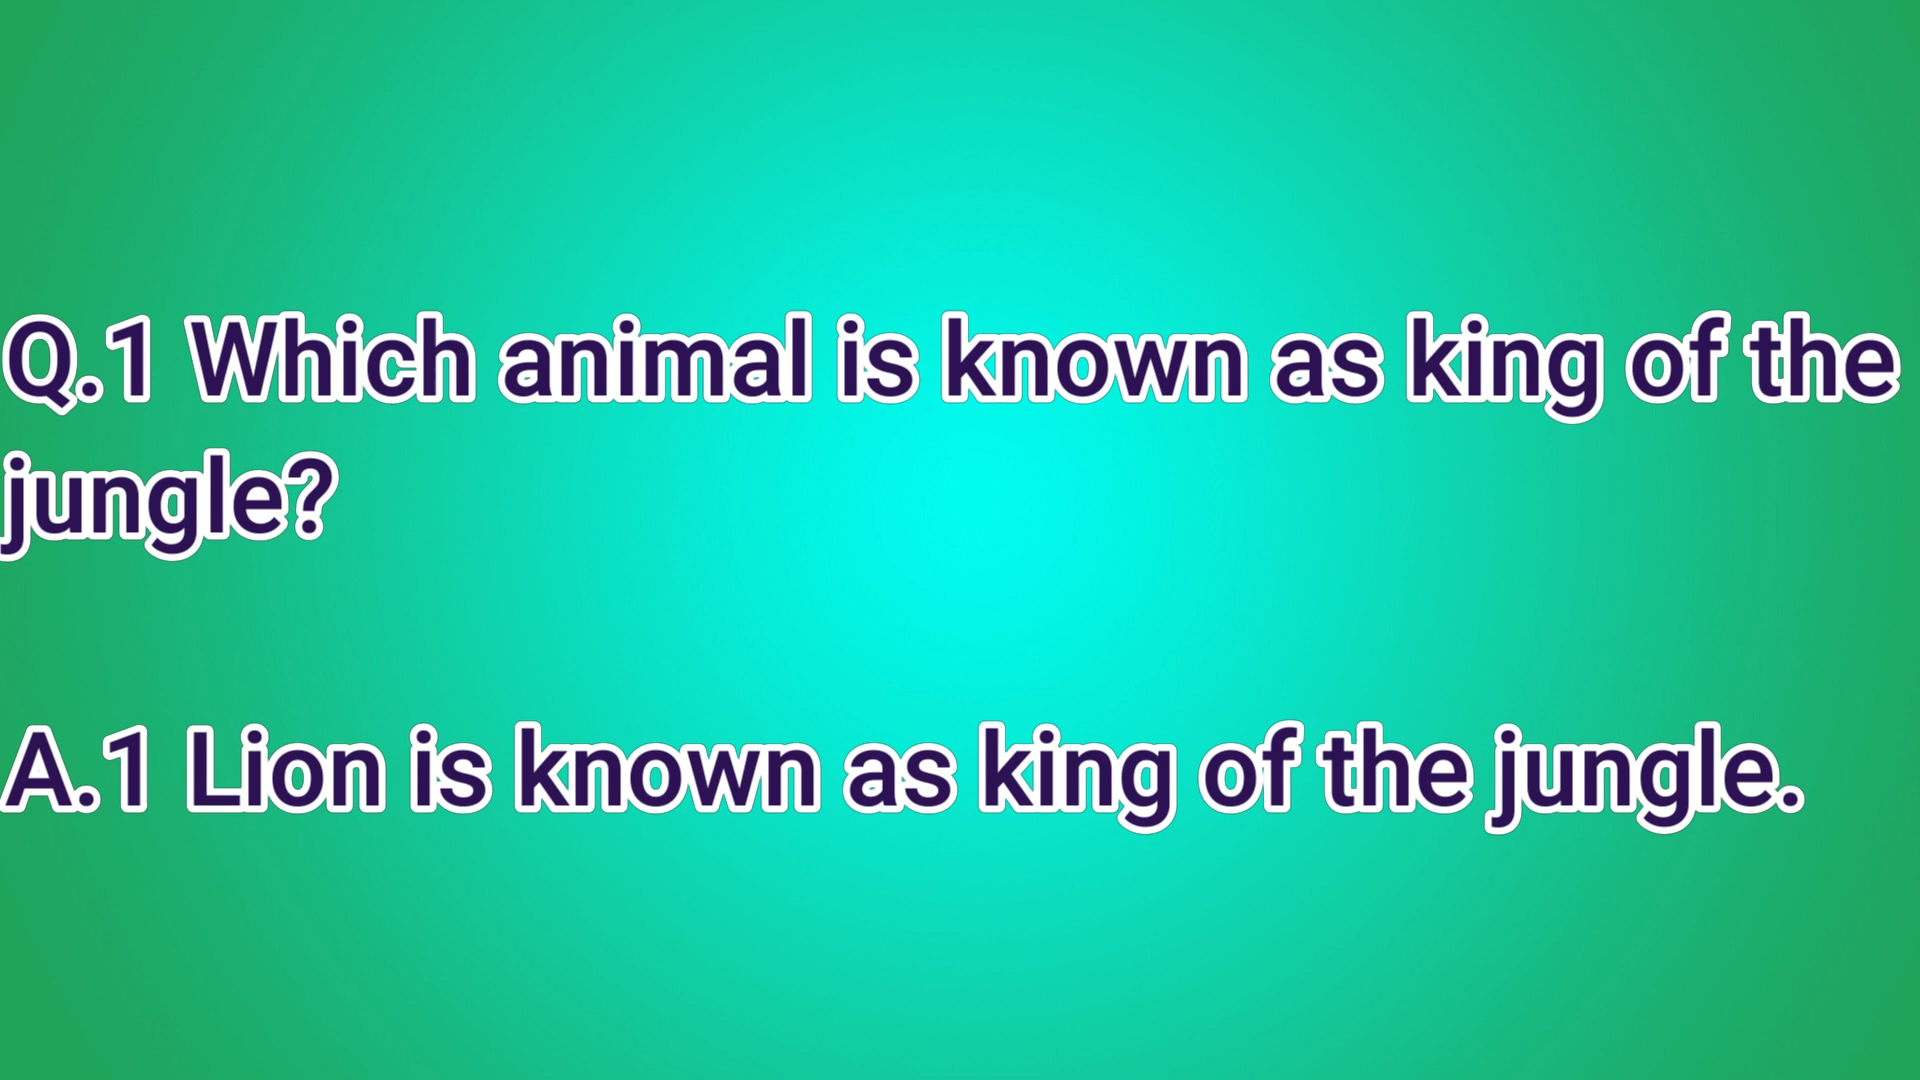 Q.1 Which animal is known as king of the
jungle?
A.1 Lion is known as king of the jungle.